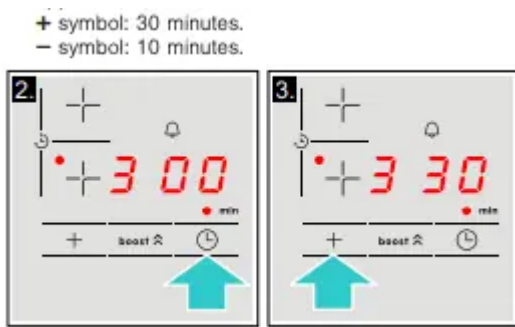 + symbol: 30 minutes.
− symbol: 10 minutes.
2.
3 00
min
+ boost
3.
3 30
min
+ boost